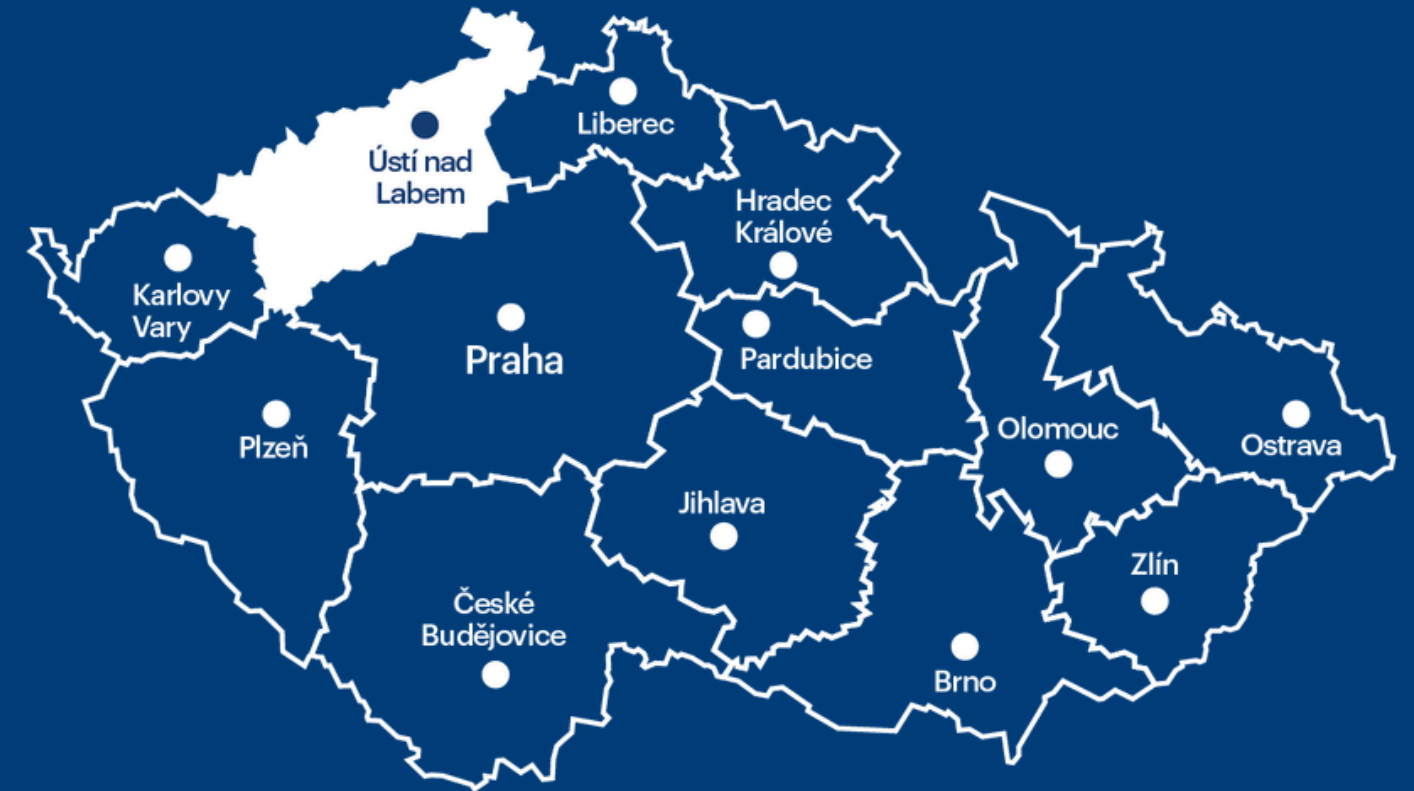 Liberec
Ústí nad
Labem
Hradec
Králové
Karlovy
Vary
Praha
Pardubice
Plzeň
Olomouc
Ostrava
Jihlava
Zlín
České
Budějovice
Brno